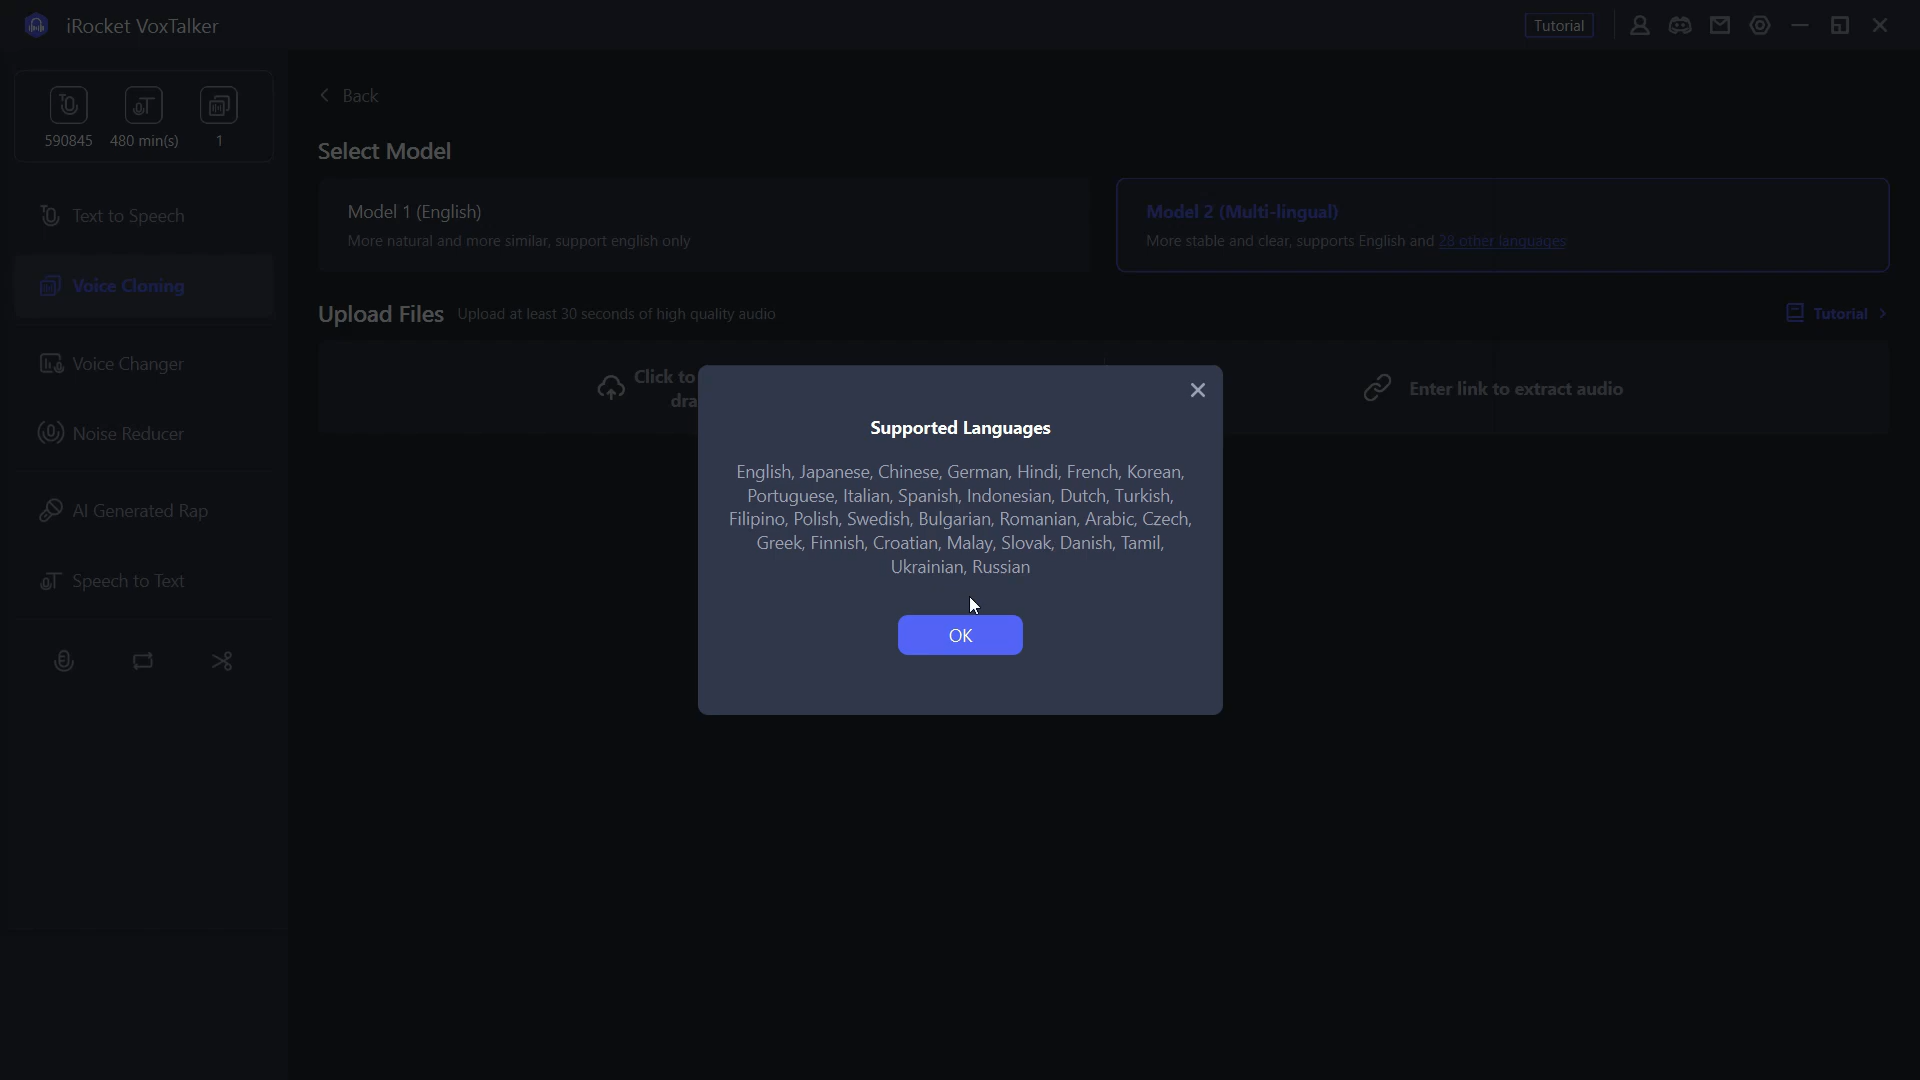 iRocket VoxTalker
Tutorial
590845
480 min(s)
1
Text to Speech
Voice Cloning
Voice Changer
Noise Reducer
AI Generated Rap
Speech to Text
Back
Select Model
Model 1 (English)
More natural and more similar, support english only
Model 2 (Multi-lingual)
More stable and clear, supports English and 28 other languages
Upload Files Upload at least 30 seconds of high quality audio
Tutorial
Click to
dra
Enter link to extract audio
Supported Languages
English, Japanese, Chinese, German, Hindi, French, Korean,
Portuguese, Italian, Spanish, Indonesian, Dutch, Turkish,
Filipino, Polish, Swedish, Bulgarian, Romanian, Arabic, Czech,
Greek, Finnish, Croatian, Malay, Slovak, Danish, Tamil,
Ukrainian, Russian
OK